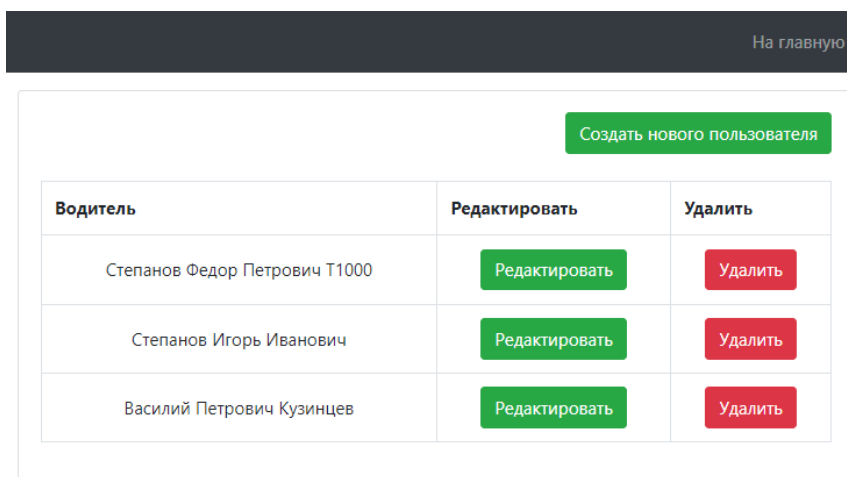 На главную
Создать нового пользователя
Водитель Редактировать Удалить
Степанов Федор Петрович T1000 Редактировать Удалить
Степанов Игорь Иванович Редактировать Удалить
Василий Петрович Кузинцев Редактировать Удалить